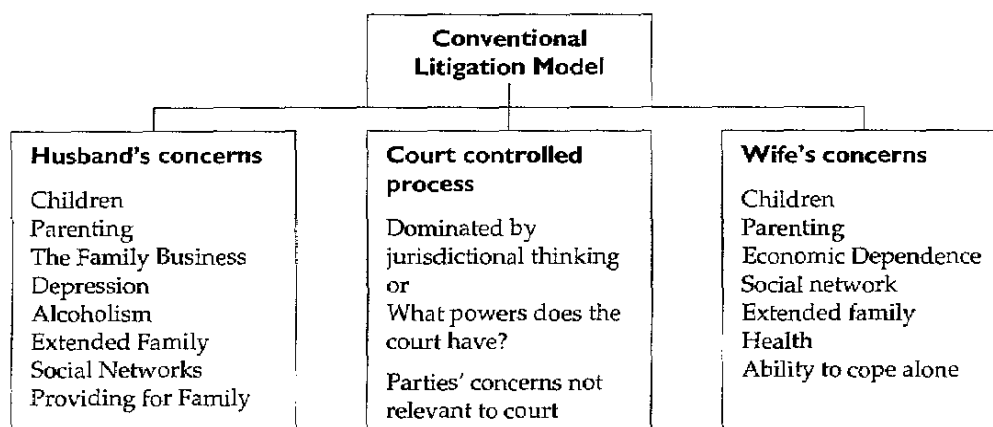 Conventional
Litigation Model
Husband's concerns
Children
Parenting
The Family Business
Depression
Alcoholism
Extended Family
Social Networks
Providing for Family
Court controlled
process
Dominated by
jurisdictional thinking
or
What powers does the
court have?
Parties' concerns not
relevant to court
Wife's concerns
Children
Parenting
Economic Dependence
Social network
Extended family
Health
Ability to cope alone